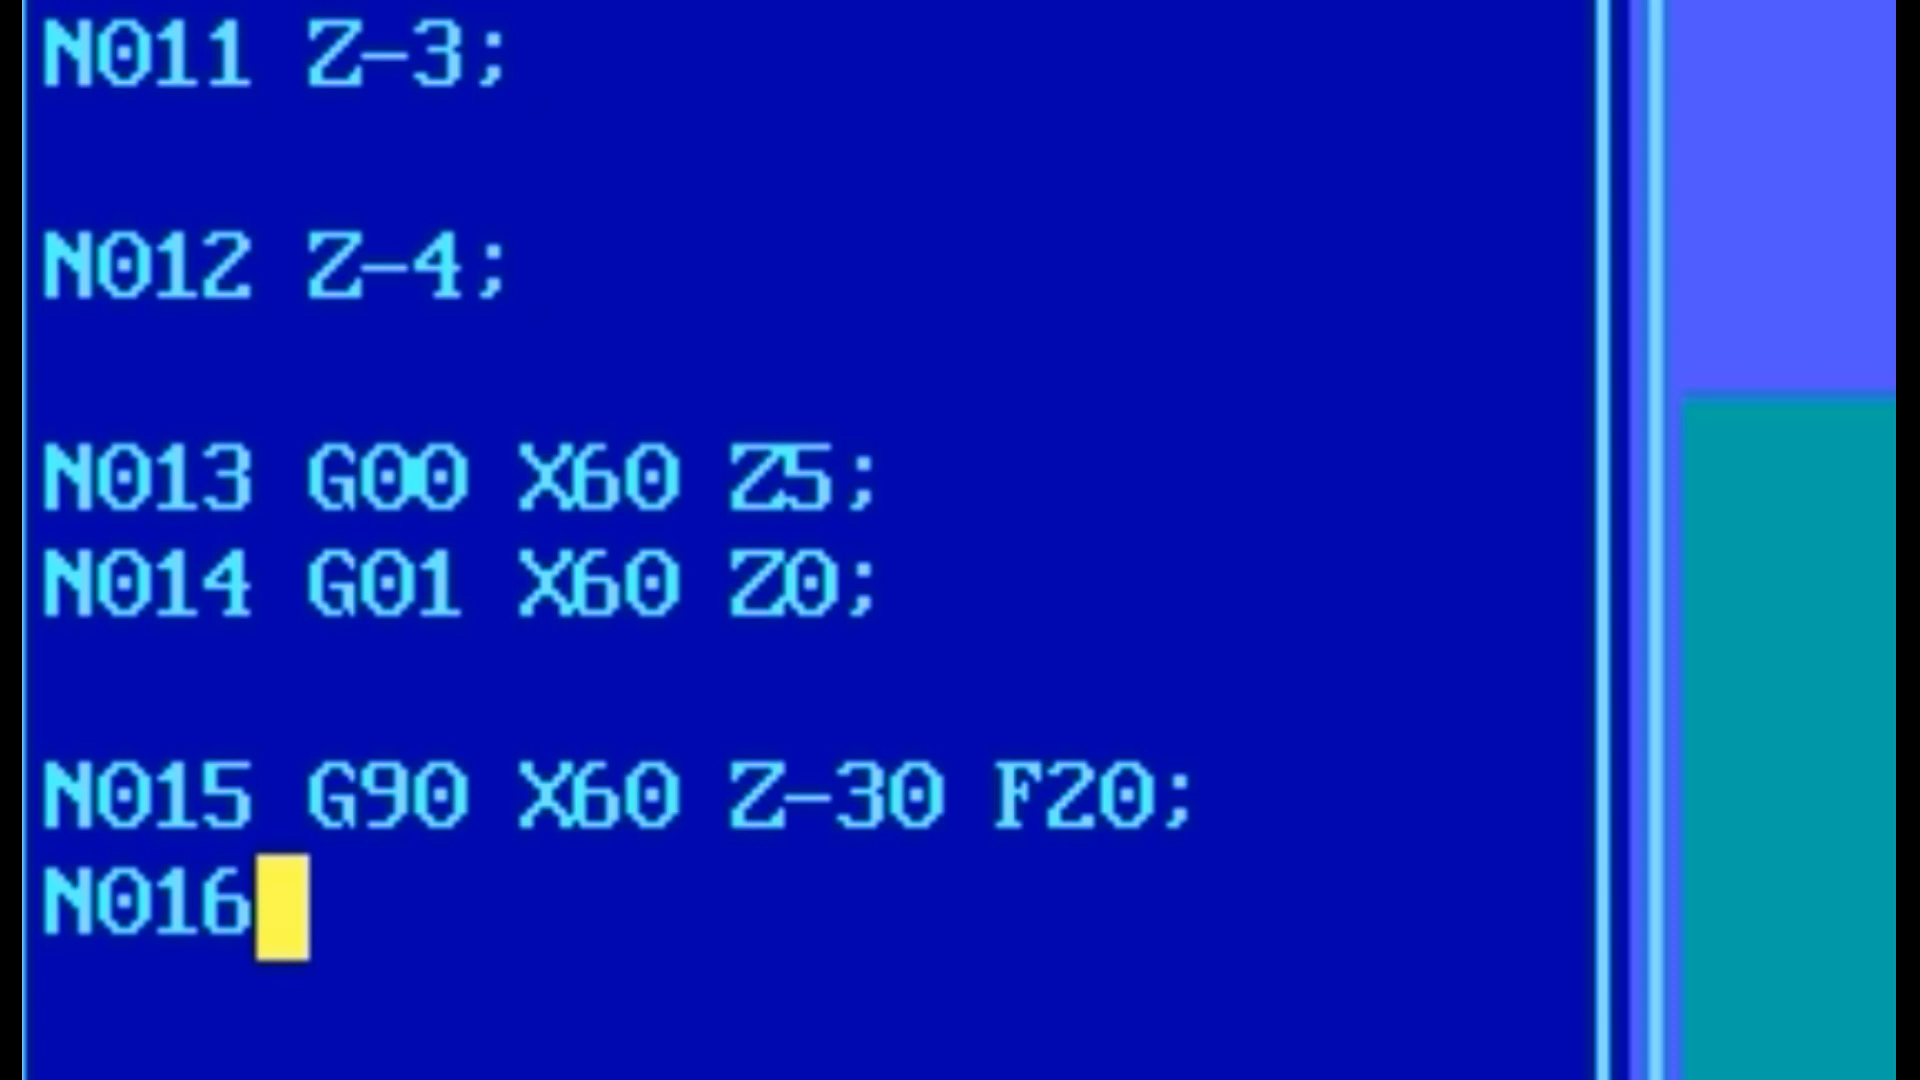 N011 Z-3;
N012 Z-4;
N013 G00 X60 Z5;
N014 G01 X60 Z0;
N015 G90 X60 Z-30 F20;
N016